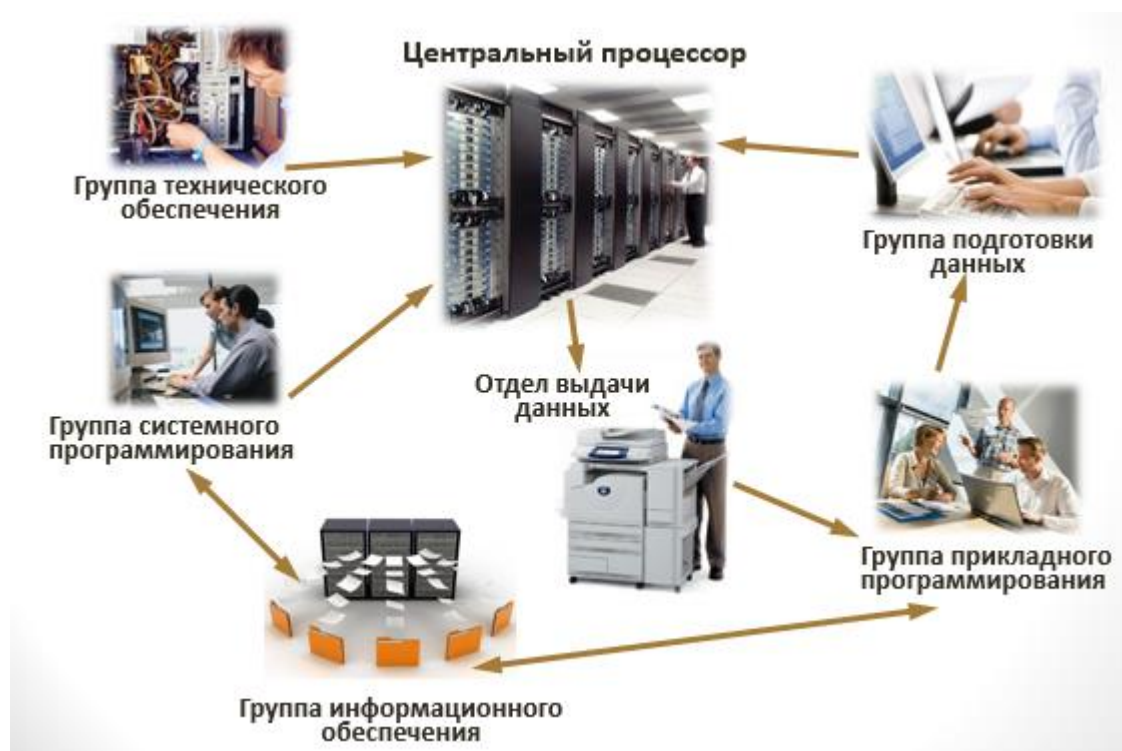 Центральный процессор
Группа технического
обеспечения
Группа подготовки
данных
Отдел выдачи
данных
Группа системного
программирования
Группа прикладного
программирования
Группа информационного
обеспечения